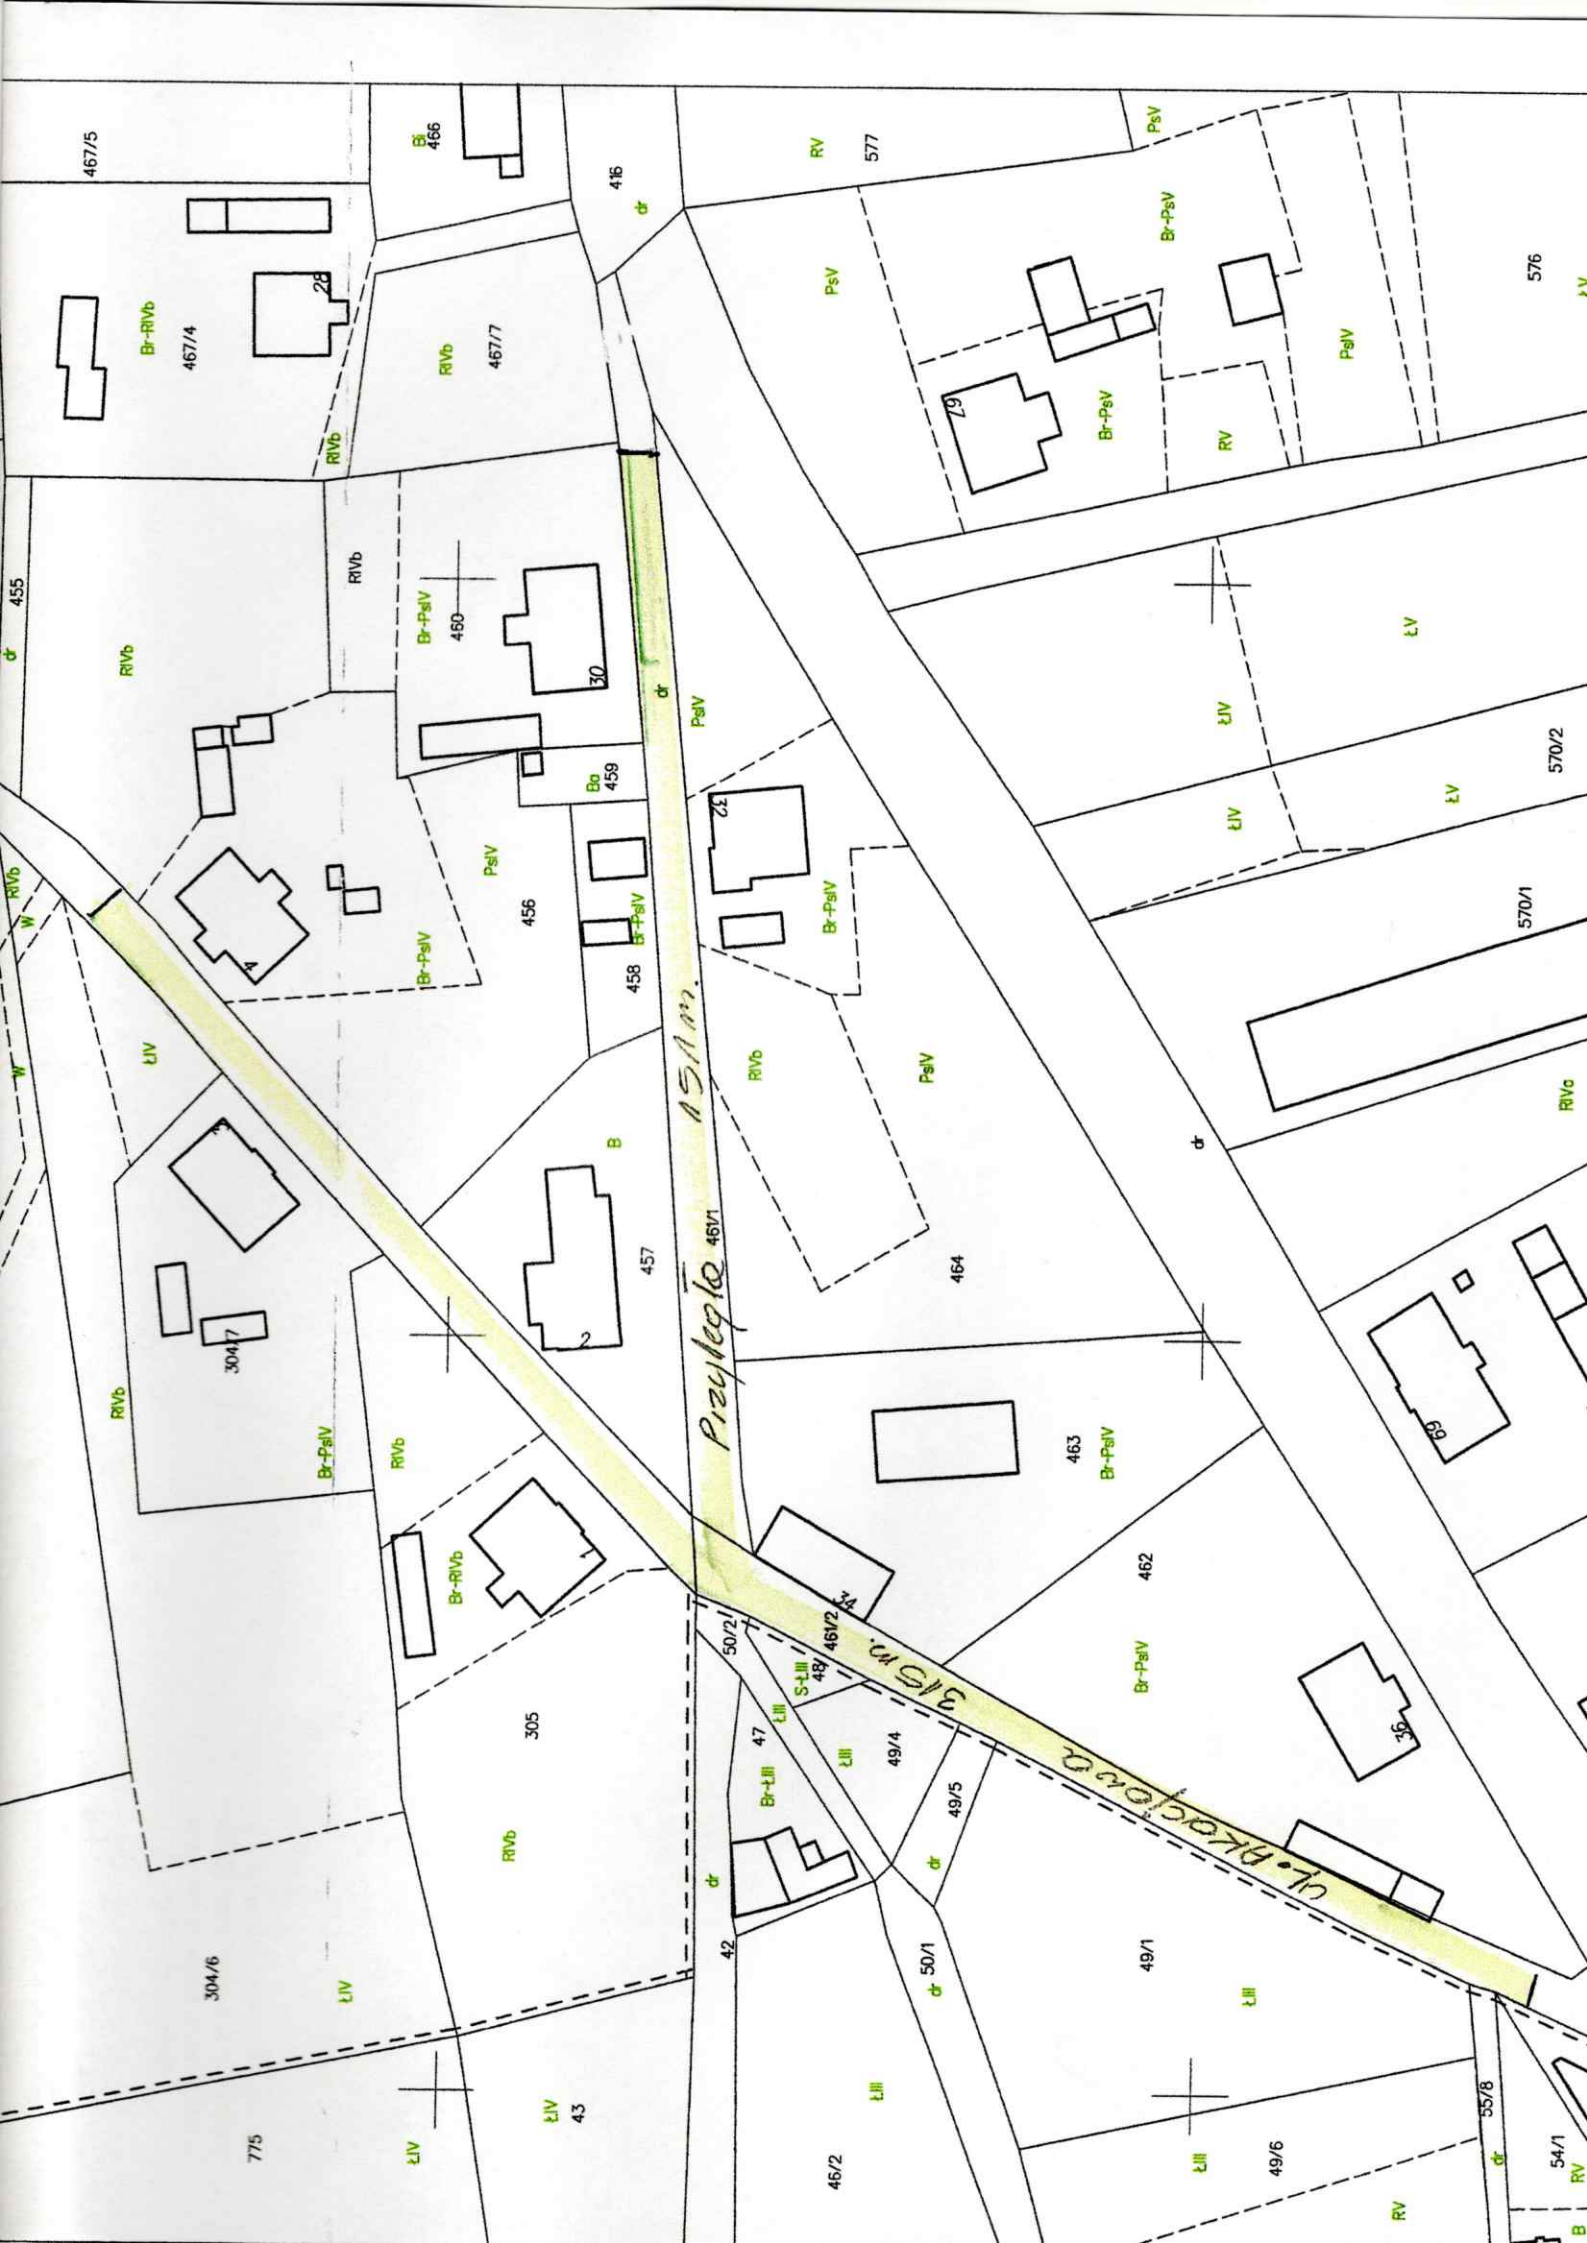 467/5
Bi
466
416
dr
RV
577
PsV
Br-RIVb
467/4
28
RIVb
467/7
RIVb
PsV
Br-PsV
576
ŁV
PsIV
67
Br-PsV
RV
455
dr
RIVb
RIVb
Br-PsIV
460
30
dr
PsIV
ŁV
ŁIV
570/2
ŁV
ŁIV
Ba
459
32
RIVb
W
PsIV
456
Br-PsIV
458
Br-PsIV
4
Br-PsIV
570/1
W
ŁIV
151 m.
RIVb
PsIV
RIVa
dr
3
B
457
2
Przyległa
461/1
464
304/7
RIVb
Br-PsIV
RIVb
463
Br-PsIV
69
Br-RIVb
1
34
462
50/2
461/2
S-ŁIII
48
315 m.
Br-PsIV
36
305
47
ŁIII
ŁIII
49/4
Br-ŁIII
49/5
dr
RIVb
ul. Akacjowa
dr
42
50/1
dr
49/1
ŁIII
304/6
ŁIV
775
ŁIV
ŁIV
43
ŁIII
46/2
ŁIII
49/6
55/8
dr
54/1
RV
RV
B